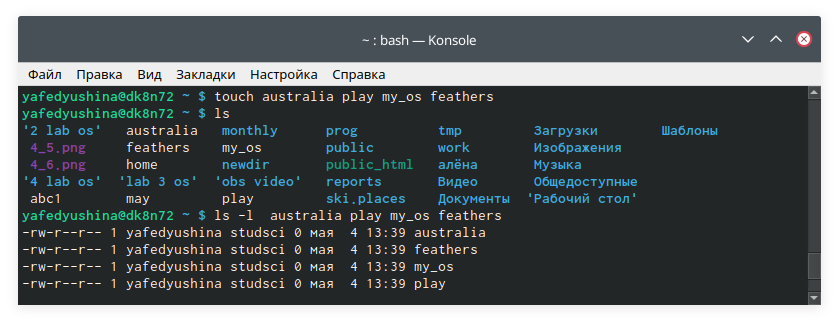 ~ : bash — Konsole
Файл Правка Вид Закладки Настройка Справка
yafedyushina@dk8n72 ~ $ touch australia play my_os feathers
yafedyushina@dk8n72 ~ $ ls
'2 lab os' australia monthly prog tmp Загрузки Шаблоны
4_5.png feathers my_os public work Изображения
4_6.png home newdir public_html алёна Музыка
'4 lab os' 'lab 3 os' 'obs video' reports Видео Общедоступные
abc1 may play ski.places Документы 'Рабочий стол'
yafedyushina@dk8n72 ~ $ ls -l  australia play my_os feathers
-rw-r--r-- 1 yafedyushina studsci 0 мая  4 13:39 australia
-rw-r--r-- 1 yafedyushina studsci 0 мая  4 13:39 feathers
-rw-r--r-- 1 yafedyushina studsci 0 мая  4 13:39 my_os
-rw-r--r-- 1 yafedyushina studsci 0 мая  4 13:39 play